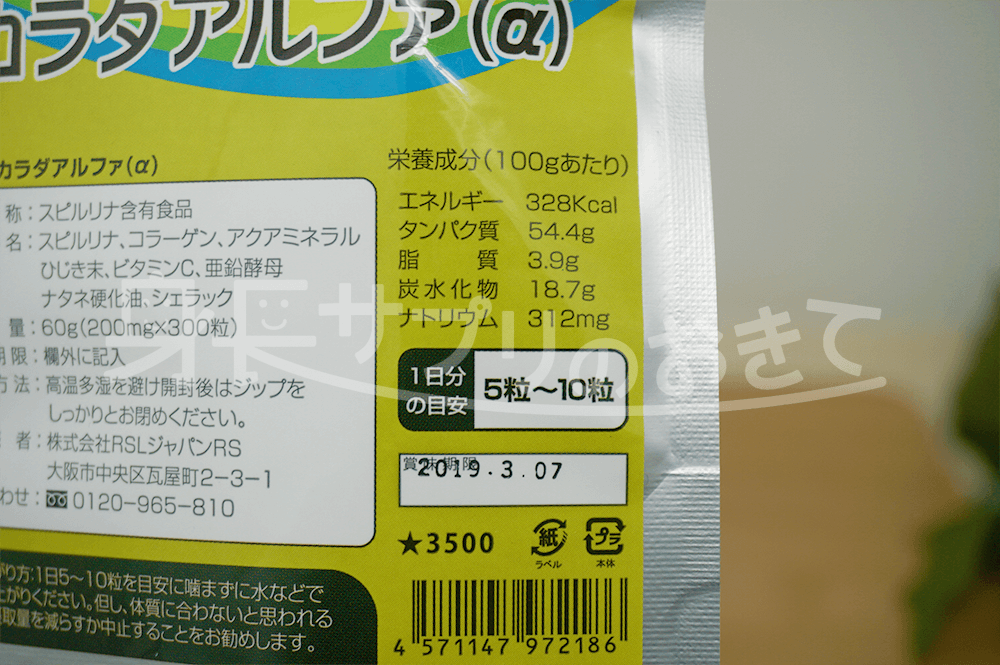 カラダアルファ(α)
カラダアルファ(α)
称：スピルリナ含有食品
名：スピルリナ、コラーゲン、アクアミネラル
ひじき末、ビタミンC、亜鉛酵母
ナタネ硬化油、シェラック
量：60g(200mg×300粒)
期限：欄外に記入
方法：高温多湿を避け開封後はジップを
しっかりとお閉めください。
者：株式会社RSLジャパンRS
大阪市中央区瓦屋町2−3−1
わせ：0120−965−810
がり方：1日5〜10粒を目安に噛まずに水などで
上がりください。但し、体質に合わないと思われる
摂取量を減らすか中止することをお勧めします。
栄養成分(100gあたり)
エネルギー 328Kcal
タンパク質 54.4g
脂質 3.9g
炭水化物 18.7g
ナトリウム 312mg
1日分
の目安
5粒〜10粒
賞味期限
2019.3.07
★3500
紙
ラベル
プラ
本体
4 571147 972186
身長サプリのおきて